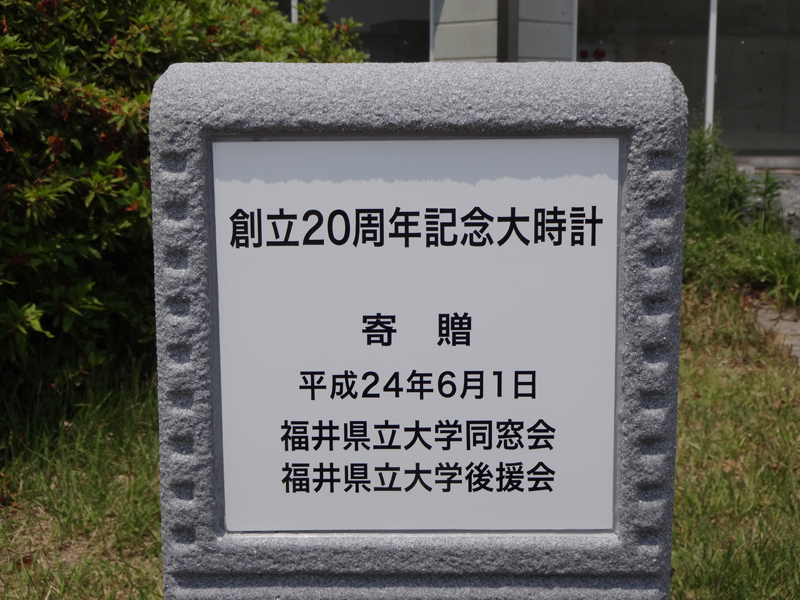 創立20周年記念大時計
寄　贈
平成24年6月1日
福井県立大学同窓会
福井県立大学後援会